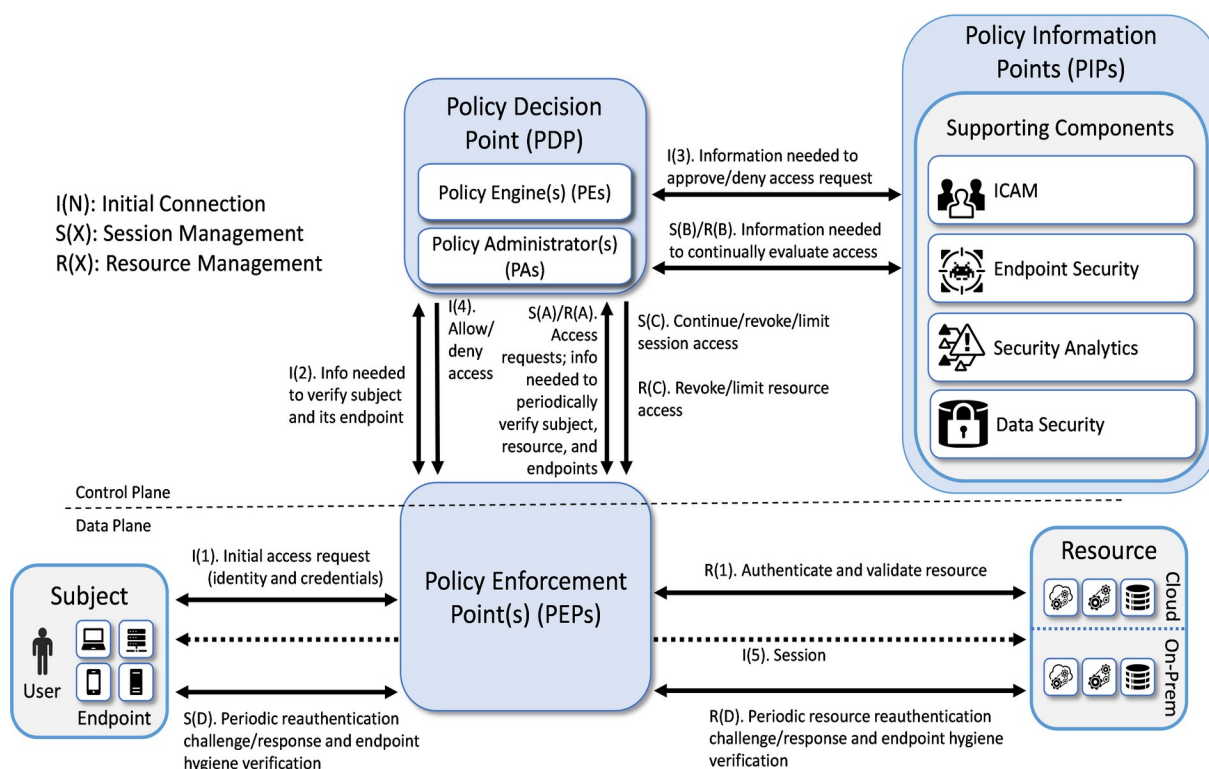 Policy Information
Points (PIPs)
Supporting Components
ICAM
Endpoint Security
Security Analytics
Data Security
Policy Decision
Point (PDP)
Policy Engine(s) (PEs)
Policy Administrator(s)
(PAs)
I(3). Information needed to
approve/deny access request
S(B)/R(B). Information needed
to continually evaluate access
I(N): Initial Connection
S(X): Session Management
R(X): Resource Management
I(2). Info needed
to verify subject
and its endpoint
I(4).
Allow/
deny
access
S(A)/R(A).
Access
requests; info
needed to
periodically
verify subject,
resource, and
endpoints
S(C). Continue/revoke/limit
session access
R(C). Revoke/limit resource
access
Control Plane
Data Plane
Subject
User
Endpoint
I(1). Initial access request
(identity and credentials)
S(D). Periodic reauthentication
challenge/response and endpoint
hygiene verification
Policy Enforcement
Point(s) (PEPs)
R(1). Authenticate and validate resource
I(5). Session
R(D). Periodic resource reauthentication
challenge/response and endpoint hygiene
verification
Resource
Cloud
On-Prem